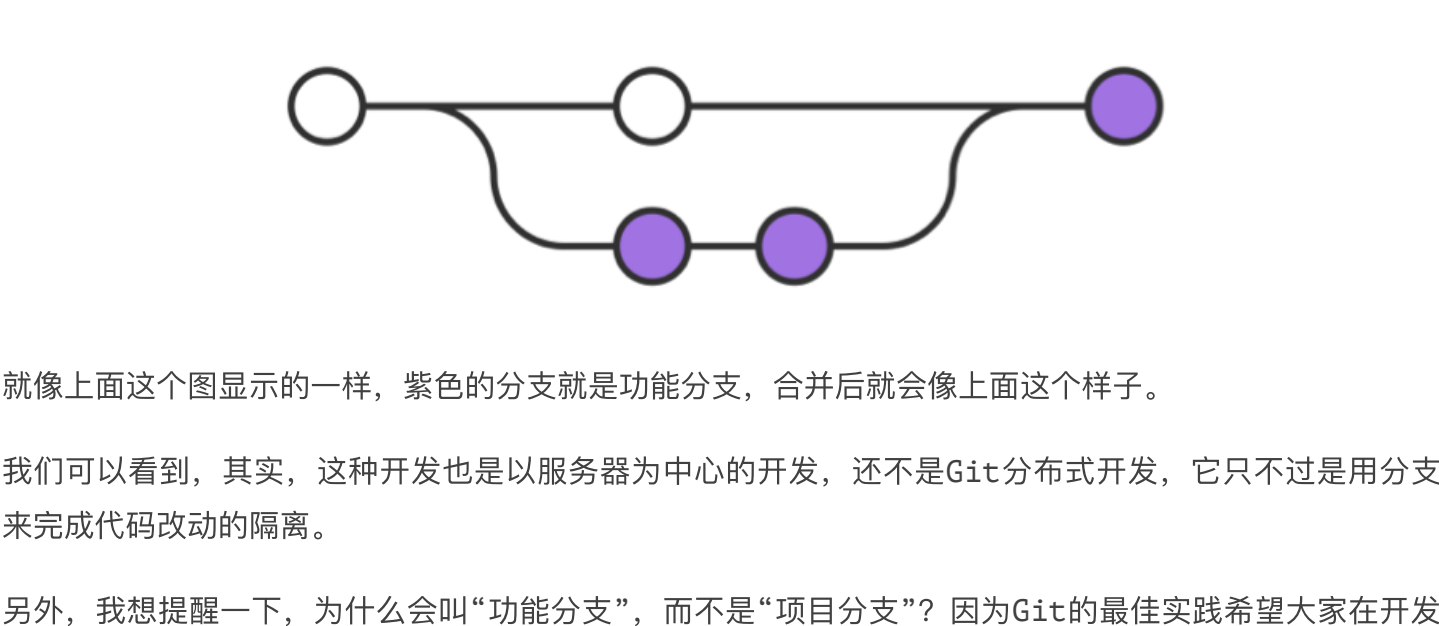 就像上面这个图显示的一样，紫色的分支就是功能分支，合并后就会像上面这个样子。
我们可以看到，其实，这种开发也是以服务器为中心的开发，还不是Git分布式开发，它只不过是用分支
来完成代码改动的隔离。
另外，我想提醒一下，为什么会叫“功能分支”，而不是“项目分支”？因为Git的最佳实践希望大家在开发